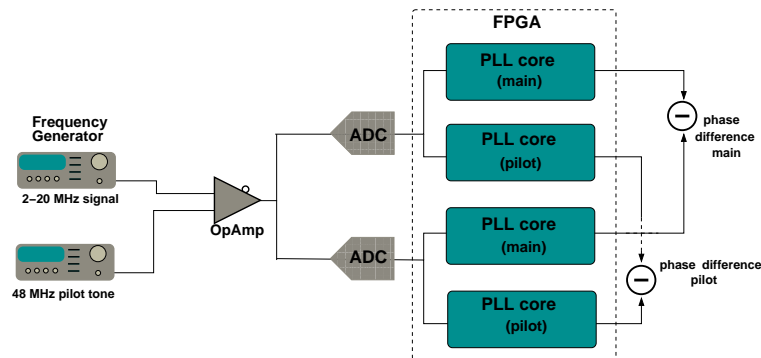 FPGA
PLL core
(main)
Frequency
Generator
ADC
phase
difference
main
PLL core
(pilot)
2–20 MHz signal
OpAmp
PLL core
(main)
ADC
phase difference
pilot
48 MHz pilot tone
PLL core
(pilot)